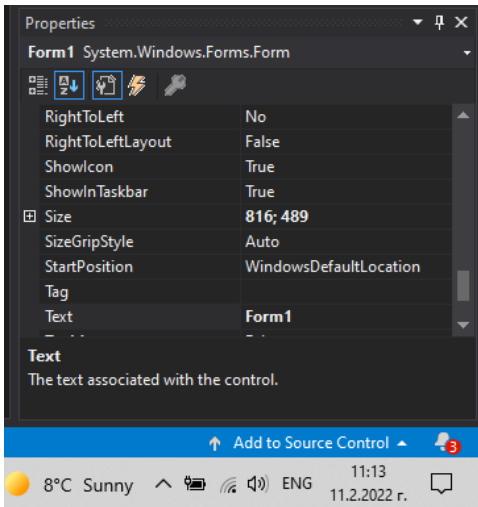 Properties
Form1 System.Windows.Forms.Form
RightToLeft No
RightToLeftLayout False
ShowIcon True
ShowInTaskbar True
Size 816; 489
SizeGripStyle Auto
StartPosition WindowsDefaultLocation
Tag
Text Form1
Text
The text associated with the control.
Add to Source Control
3
8°C Sunny ENG 11:13
11.2.2022 г.